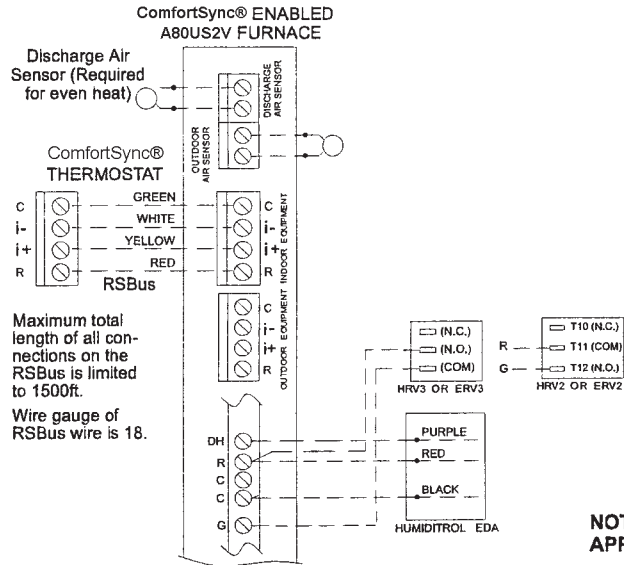 ComfortSync® ENABLED
A80US2V FURNACE
Discharge Air
Sensor (Required
for even heat)
DISCHARGE
AIR SENSOR
OUTDOOR
AIR SENSOR
ComfortSync®
THERMOSTAT
C
i-
i+
R
GREEN
WHITE
YELLOW
RED
RSBus
C
i-
i+
R
INDOOR EQUIPMENT
C
i-
i+
R
OUTDOOR EQUIPMENT
Maximum total
length of all con-
nections on the
RSBus is limited
to 1500ft.
Wire gauge of
RSBus wire is 18.
(N.C.)
(N.O.)
(COM)
HRV3 OR ERV3
R
G
T10 (N.C.)
T11 (COM)
T12 (N.O.)
HRV2 OR ERV2
DH
R
C
C
G
PURPLE
RED
BLACK
HUMIDITROL EDA
NOT
APP